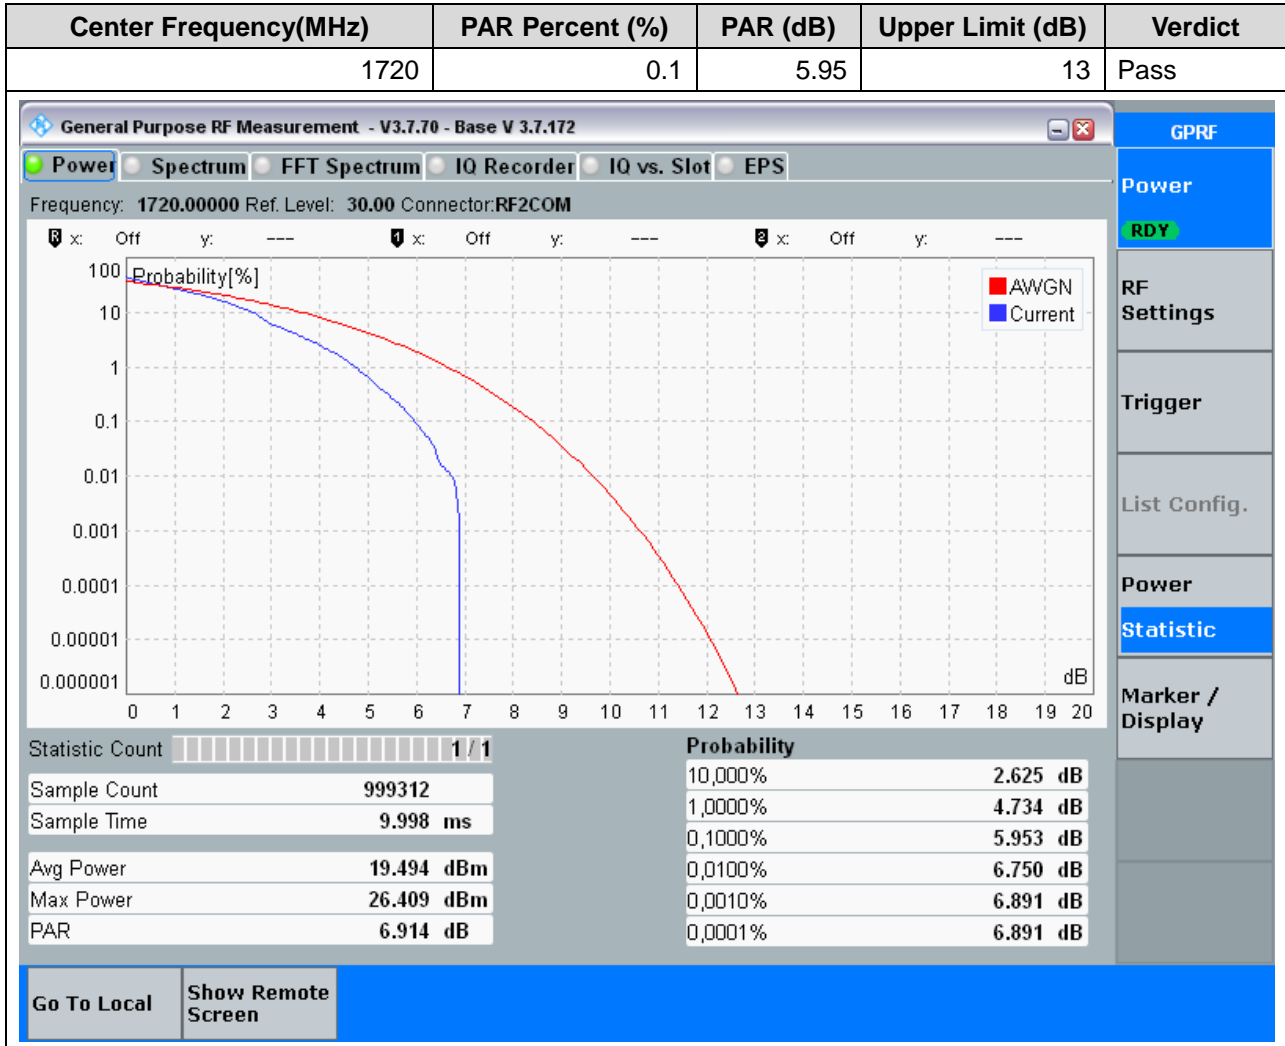 Center Frequency(MHz) PAR Percent (%) PAR (dB) Upper Limit (dB) Verdict
1720 0.1 5.95 13 Pass
General Purpose RF Measurement - V3.7.70 - Base V 3.7.172
GPRF
Power Spectrum FFT Spectrum IQ Recorder IQ vs. Slot EPS
Power
RDY
Frequency: 1720.00000 Ref. Level: 30.00 Connector:RF2COM
R x: Off y: --- 1 x: Off y: --- 2 x: Off y: ---
Probability[%]
AWGN
Current
100
10
1
0.1
0.01
0.001
0.0001
0.00001
0.000001
dB
0 1 2 3 4 5 6 7 8 9 10 11 12 13 14 15 16 17 18 19 20
RF
Settings
Trigger
List Config.
Power
Statistic
Marker /
Display
Statistic Count 1 / 1
Sample Count 999312
Sample Time 9.998 ms
Avg Power 19.494 dBm
Max Power 26.409 dBm
PAR 6.914 dB
Probability
10,000% 2.625 dB
1,0000% 4.734 dB
0,1000% 5.953 dB
0,0100% 6.750 dB
0,0010% 6.891 dB
0,0001% 6.891 dB
Go To Local
Show Remote
Screen